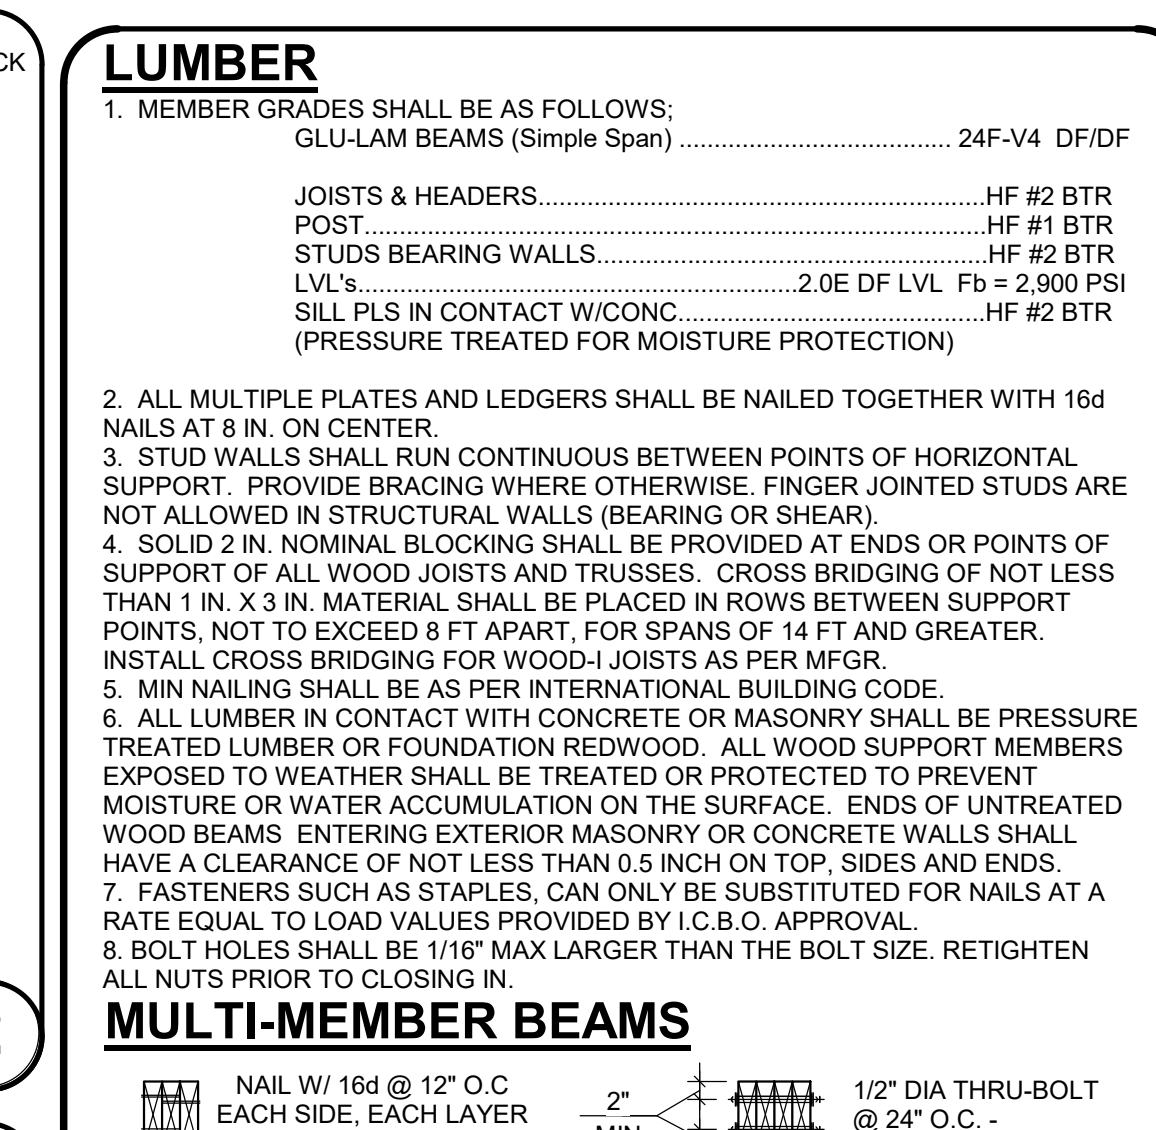 CK
LUMBER
1. MEMBER GRADES SHALL BE AS FOLLOWS;
GLU-LAM BEAMS (Simple Span) ....................................... 24F-V4 DF/DF
JOISTS & HEADERS................................................................HF #2 BTR
POST.........................................................................................HF #1 BTR
STUDS BEARING WALLS........................................................HF #2 BTR
LVL's...............................................................2.0E DF LVL Fb = 2,900 PSI
SILL PLS IN CONTACT W/CONC............................................HF #2 BTR
(PRESSURE TREATED FOR MOISTURE PROTECTION)
2. ALL MULTIPLE PLATES AND LEDGERS SHALL BE NAILED TOGETHER WITH 16d
NAILS AT 8 IN. ON CENTER.
3. STUD WALLS SHALL RUN CONTINUOUS BETWEEN POINTS OF HORIZONTAL
SUPPORT. PROVIDE BRACING WHERE OTHERWISE. FINGER JOINTED STUDS ARE
NOT ALLOWED IN STRUCTURAL WALLS (BEARING OR SHEAR).
4. SOLID 2 IN. NOMINAL BLOCKING SHALL BE PROVIDED AT ENDS OR POINTS OF
SUPPORT OF ALL WOOD JOISTS AND TRUSSES. CROSS BRIDGING OF NOT LESS
THAN 1 IN. X 3 IN. MATERIAL SHALL BE PLACED IN ROWS BETWEEN SUPPORT
POINTS, NOT TO EXCEED 8 FT APART, FOR SPANS OF 14 FT AND GREATER.
INSTALL CROSS BRIDGING FOR WOOD-I JOISTS AS PER MFGR.
5. MIN NAILING SHALL BE AS PER INTERNATIONAL BUILDING CODE.
6. ALL LUMBER IN CONTACT WITH CONCRETE OR MASONRY SHALL BE PRESSURE
TREATED LUMBER OR FOUNDATION REDWOOD. ALL WOOD SUPPORT MEMBERS
EXPOSED TO WEATHER SHALL BE TREATED OR PROTECTED TO PREVENT
MOISTURE OR WATER ACCUMULATION ON THE SURFACE. ENDS OF UNTREATED
WOOD BEAMS ENTERING EXTERIOR MASONRY OR CONCRETE WALLS SHALL
HAVE A CLEARANCE OF NOT LESS THAN 0.5 INCH ON TOP, SIDES AND ENDS.
7. FASTENERS SUCH AS STAPLES, CAN ONLY BE SUBSTITUTED FOR NAILS AT A
RATE EQUAL TO LOAD VALUES PROVIDED BY I.C.B.O. APPROVAL.
8. BOLT HOLES SHALL BE 1/16" MAX LARGER THAN THE BOLT SIZE. RETIGHTEN
ALL NUTS PRIOR TO CLOSING IN.
MULTI-MEMBER BEAMS
NAIL W/ 16d @ 12" O.C
EACH SIDE, EACH LAYER
2"
MIN
1/2" DIA THRU-BOLT
@ 24" O.C. -